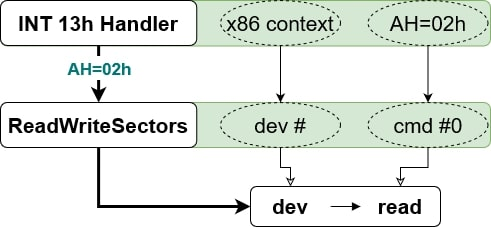 INT 13h Handler x86 context AH=02h
AH=02h
ReadWriteSectors dev # cmd #0
dev read